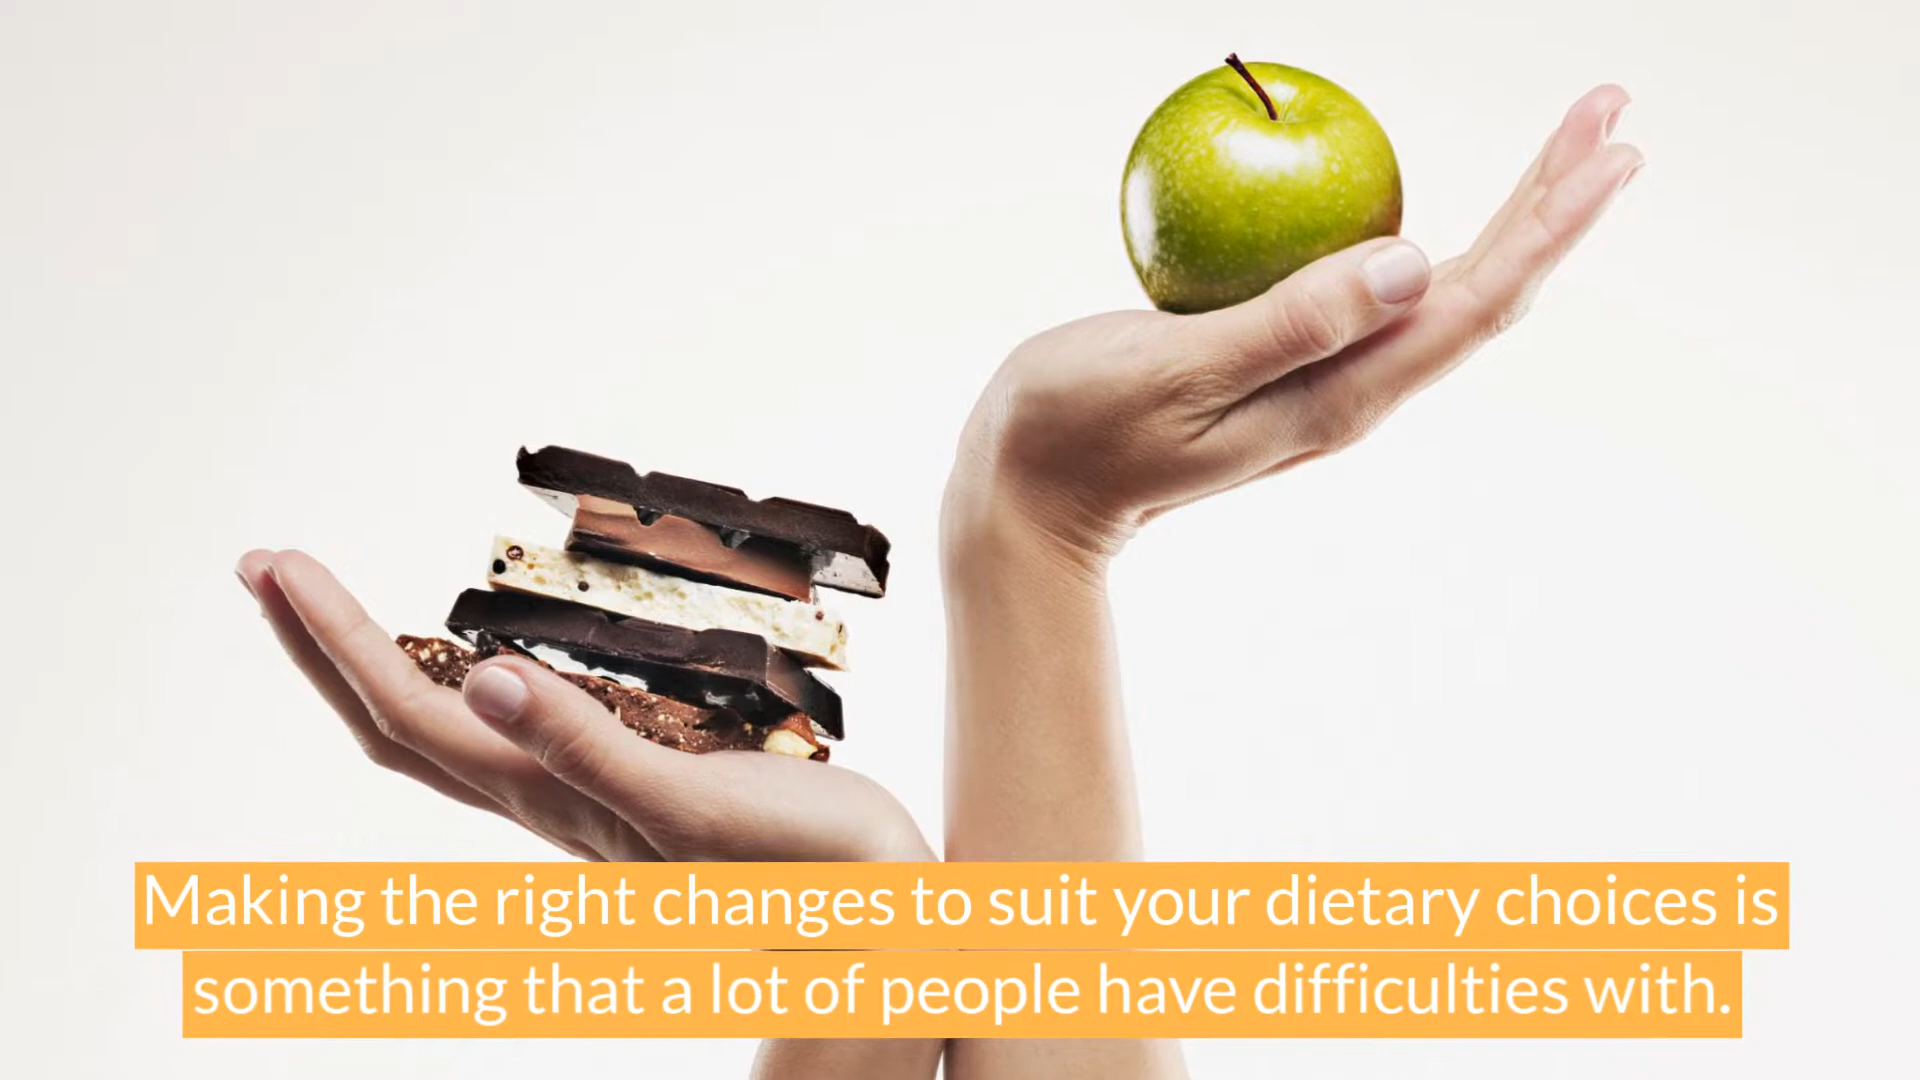 Making the right changes to suit your dietary choices is
something that a lot of people have difficulties with.